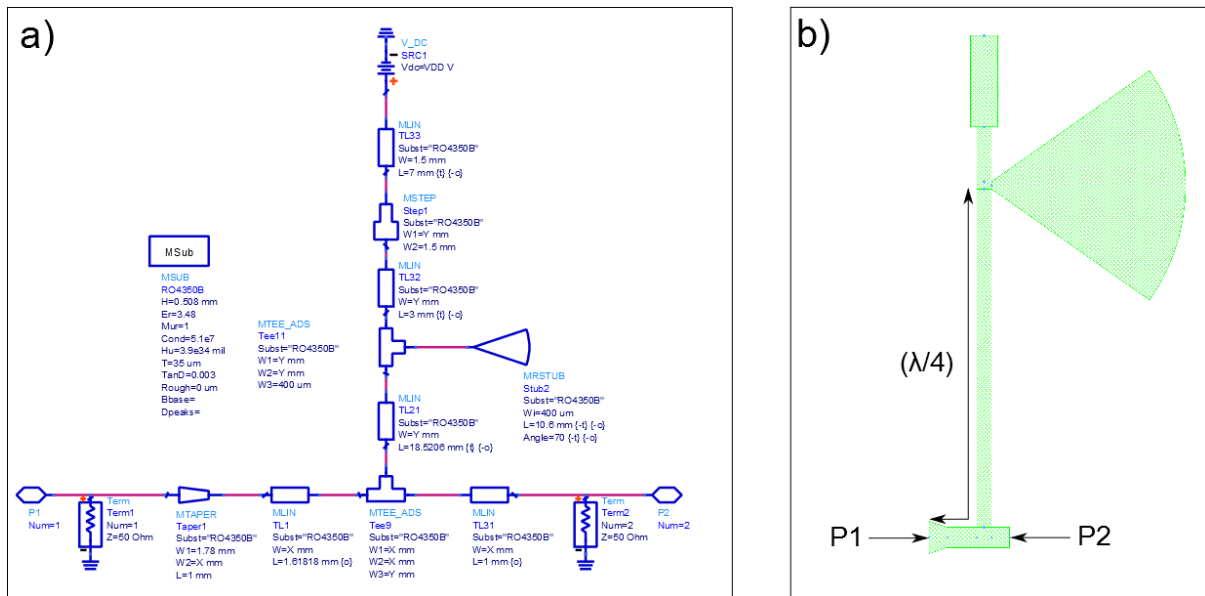 a)
V_DC
SRC1
Vdc=VDD V
MLIN
TL33
Subst="RO4350B"
W=1.5 mm
L=7 mm {t} {-o}
MSTEP
Step1
Subst="RO4350B"
W1=Y mm
W2=1.5 mm
MSub
MSUB
RO4350B
H=0.508 mm
Er=3.48
Mur=1
Cond=5.1e7
Hu=3.9e34 mil
T=35 um
TanD=0.003
Rough=0 um
Bbase=
Dpeaks=
MLIN
TL32
Subst="RO4350B"
W=Y mm
L=3 mm {t} {-o}
MTEE_ADS
Tee11
Subst="RO4350B"
W1=Y mm
W2=Y mm
W3=400 um
MRSTUB
Stub2
Subst="RO4350B"
Wi=400 um
L=10.6 mm {-t} {-o}
Angle=70 {-t} {-o}
MLIN
TL21
Subst="RO4350B"
W=Y mm
L=18.5206 mm {t} {-o}
P1
Num=1
Term
Term1
Num=1
Z=50 Ohm
MTAPER
Taper1
Subst="RO4350B"
W1=1.78 mm
W2=X mm
L=1 mm
MLIN
TL1
Subst="RO4350B"
W=X mm
L=1.61818 mm {o}
MTEE_ADS
Tee9
Subst="RO4350B"
W1=X mm
W2=X mm
W3=Y mm
MLIN
TL31
Subst="RO4350B"
W=X mm
L=1 mm {o}
Term
Term2
Num=2
Z=50 Ohm
P2
Num=2
b)
(λ/4)
P1
P2